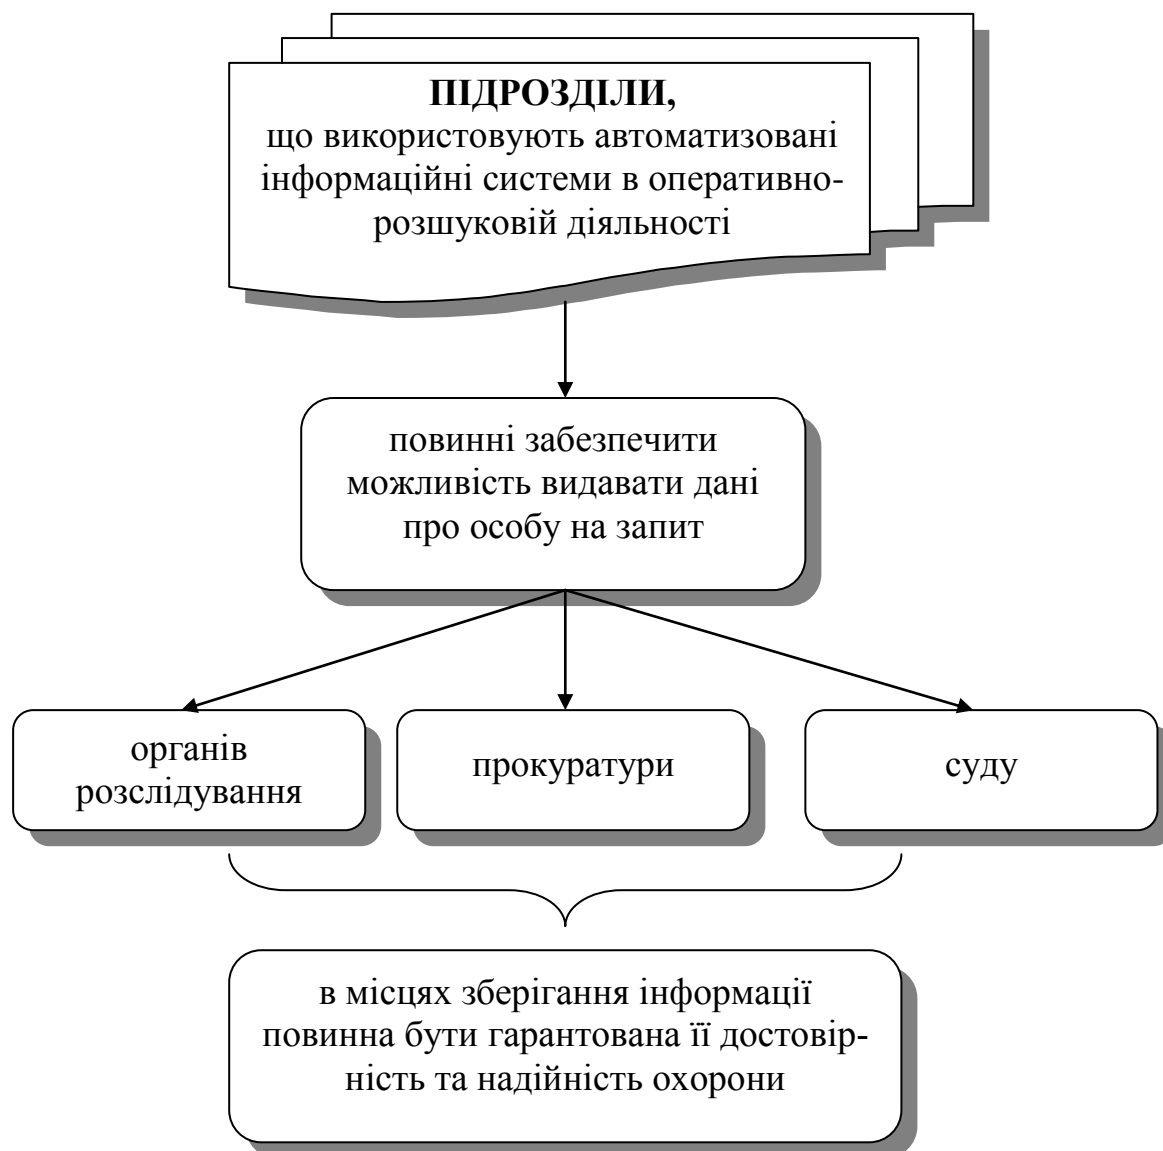 ПІДРОЗДІЛИ,
що використовують автоматизовані
інформаційні системи в оперативно-
розшуковій діяльності
повинні забезпечити
можливість видавати дані
про особу на запит
органів
розслідування
прокуратури
суду
в місцях зберігання інформації
повинна бути гарантована її достовір-
ність та надійність охорони